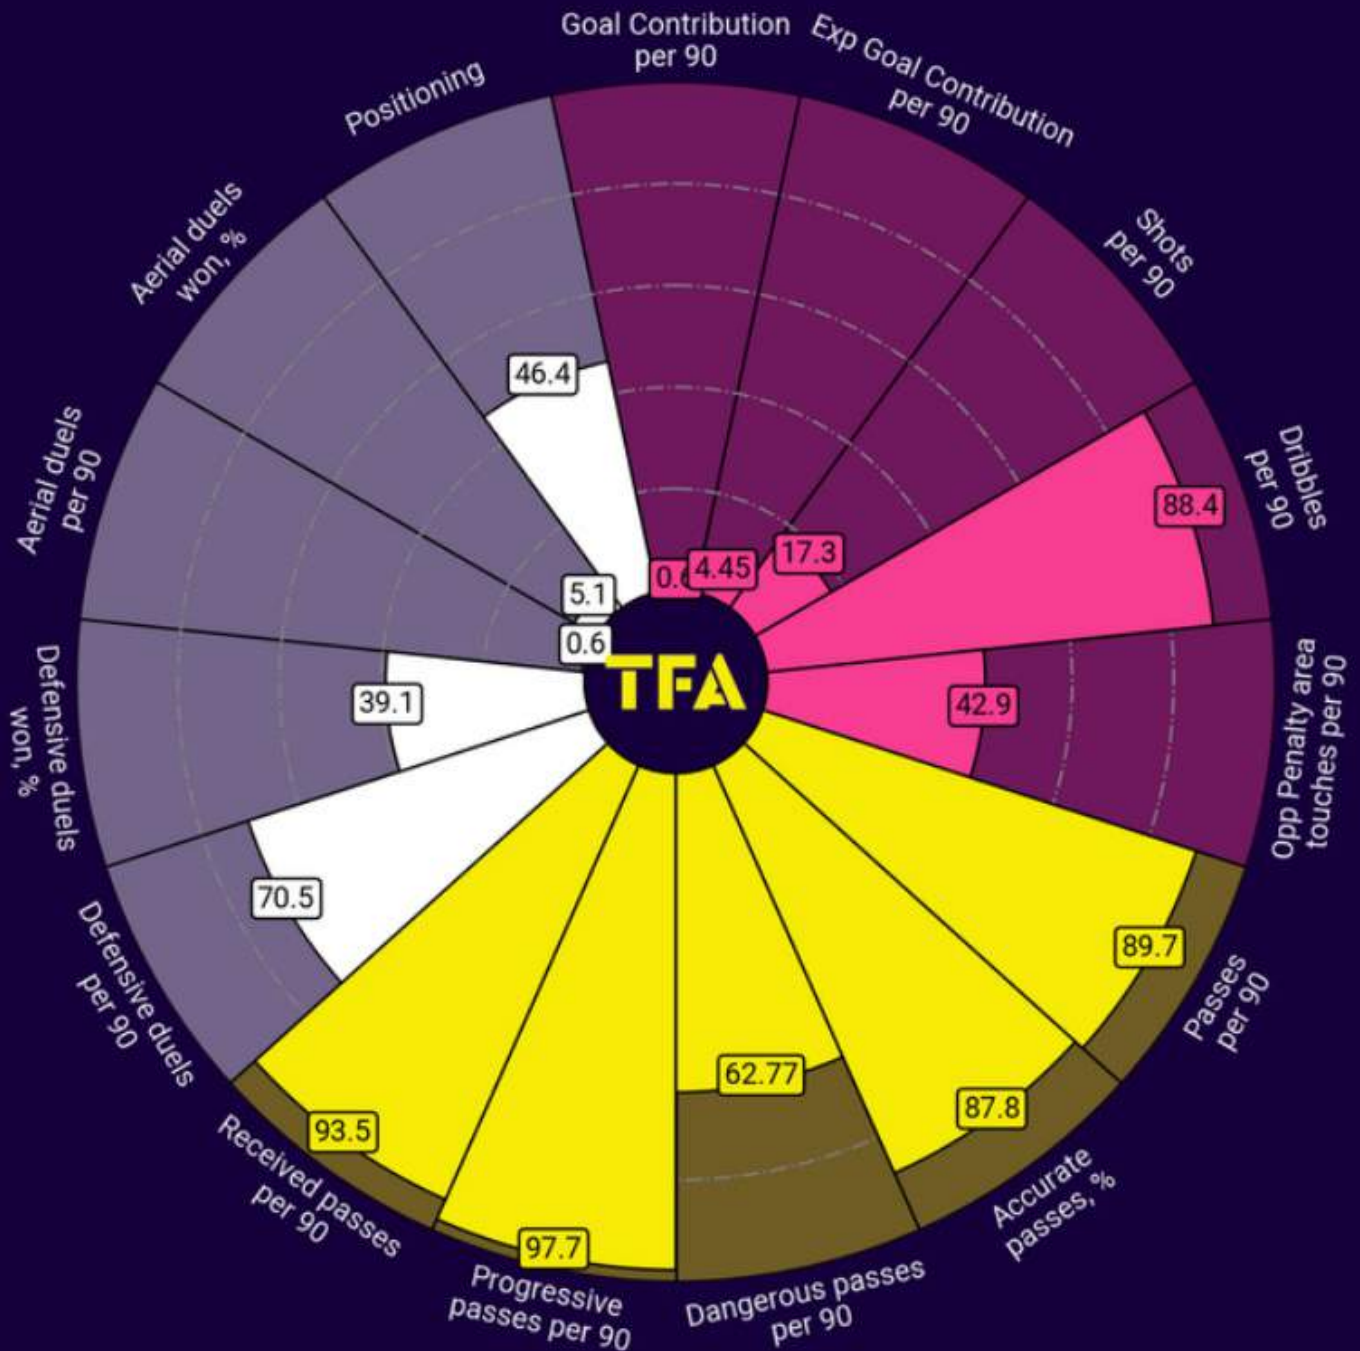 Goal Contribution
per 90
Exp Goal Contribution
per 90
Shots
per 90
Dribbles
per 90
Opp Penalty area
touches per 90
Passes
per 90
Accurate
passes, %
Dangerous passes
per 90
Progressive
passes per 90
Received passes
per 90
Defensive duels
per 90
Defensive duels
won, %
Aerial duels
per 90
Aerial duels
won, %
Positioning
4.45
17.3
88.4
42.9
89.7
87.8
62.77
97.7
93.5
70.5
39.1
0.6
5.1
46.4
TFA